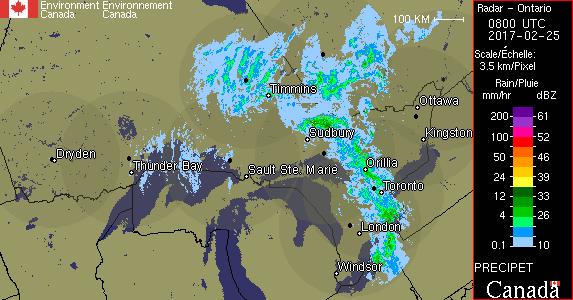 Environment Environnement
Canada Canada
100 KM
Timmins
Ottawa
Sudbury
Kingston
Dryden
Thunder Bay
Sault Ste. Marie
Orillia
Toronto
London
Windsor
Radar - Ontario
0800 UTC
2017-02-25
Scale/Échelle:
3.5 km/Pixel
Rain/Pluie
mm/hr dBZ
200 61
100 52
50 46
24 39
12 33
4 26
0.1 10
PRECIPET
Canada